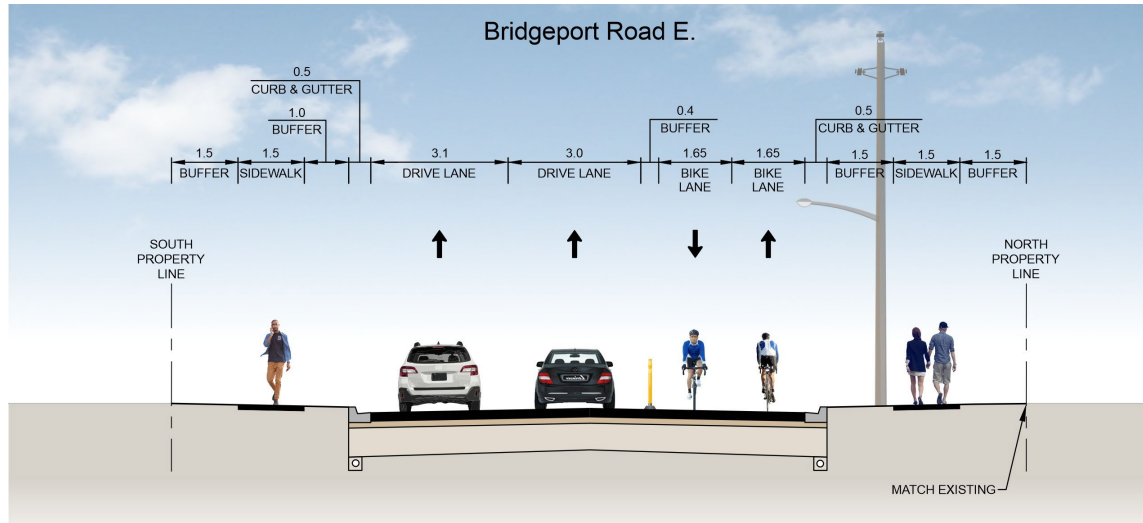 Bridgeport Road E.
0.5
CURB & GUTTER
1.0
BUFFER
0.4
BUFFER
0.5
CURB & GUTTER
1.5
BUFFER
1.5
SIDEWALK
3.1
DRIVE LANE
3.0
DRIVE LANE
1.65
BIKE
LANE
1.65
BIKE
LANE
1.5
BUFFER
1.5
SIDEWALK
1.5
BUFFER
SOUTH
PROPERTY
LINE
NORTH
PROPERTY
LINE
MATCH EXISTING